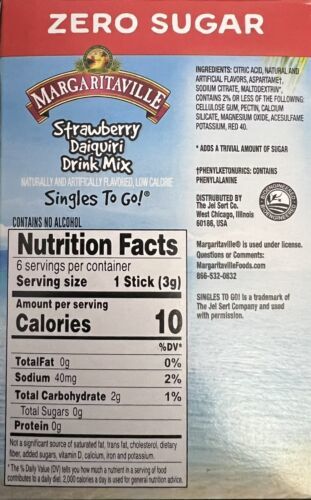 ZERO SUGAR
MARGARITAVILLE
Strawberry
Daiquiri
Drink Mix
NATURALLY AND ARTIFICIALLY FLAVORED, LOW CALORIE
Singles To Go!®
CONTAINS NO ALCOHOL
Nutrition Facts
6 servings per container
Serving size 1 Stick (3g)
Amount per serving
Calories 10
%DV*
TotalFat 0g 0%
Sodium 40mg 2%
Total Carbohydrate 2g 1%
Total Sugars 0g
Protein 0g
Not a significant source of saturated fat, trans fat, cholesterol, dietary
fiber, added sugars, vitamin D, calcium, iron and potassium.
*The % Daily Value (DV) tells you how much a nutrient in a serving of food
contributes to a daily diet. 2,000 calories a day is used for general nutrition advice.
INGREDIENTS: CITRIC ACID, NATURAL AND
ARTIFICIAL FLAVORS, ASPARTAME†,
SODIUM CITRATE, MALTODEXTRIN*,
CONTAINS 2% OR LESS OF THE FOLLOWING:
CELLULOSE GUM, PECTIN, CALCIUM
SILICATE, MAGNESIUM OXIDE, ACESULFAME
POTASSIUM, RED 40.
* ADDS A TRIVIAL AMOUNT OF SUGAR
†PHENYLKETONURICS: CONTAINS
PHENYLALANINE
DISTRIBUTED BY
The Jel Sert Co.
West Chicago, Illinois
60185, USA
Margaritaville® is used under license.
Questions or Comments:
MargaritavilleFoods.com
866-532-0832
SINGLES TO GO! is a trademark of
The Jel Sert Company and used
with permission.